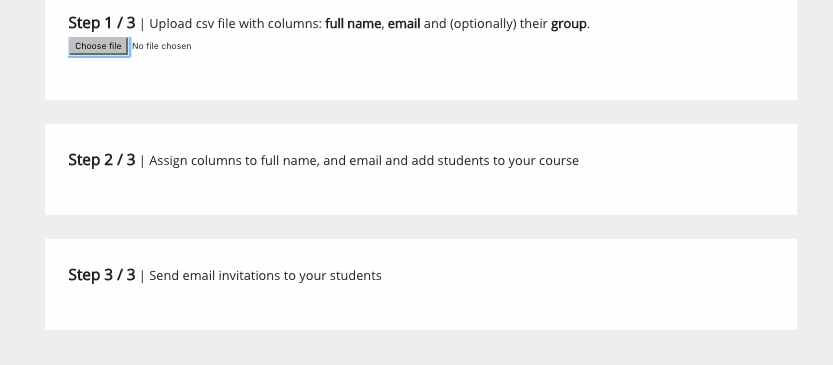 Step 1 / 3 | Upload csv file with columns: full name, email and (optionally) their group.
Choose file No file chosen
Step 2 / 3 | Assign columns to full name, and email and add students to your course
Step 3 / 3 | Send email invitations to your students